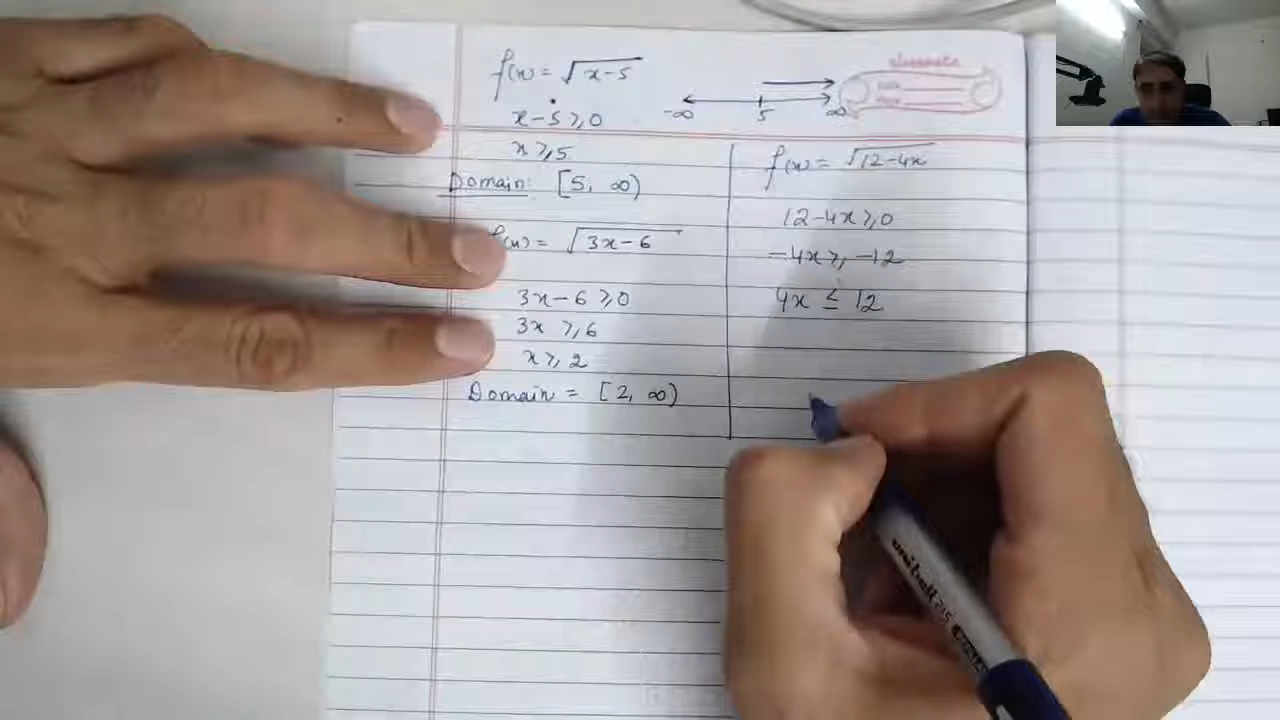 f(x) = √x-5
x-5 ≥ 0
x ≥ 5
-∞ 5 ∞
Domain: [5, ∞)
f(x) = √3x-6
3x-6 ≥ 0
3x ≥ 6
x ≥ 2
Domain = [2, ∞)
f(x) = √12-4x
12-4x ≥ 0
-4x ≥ -12
4x ≤ 12
uniball